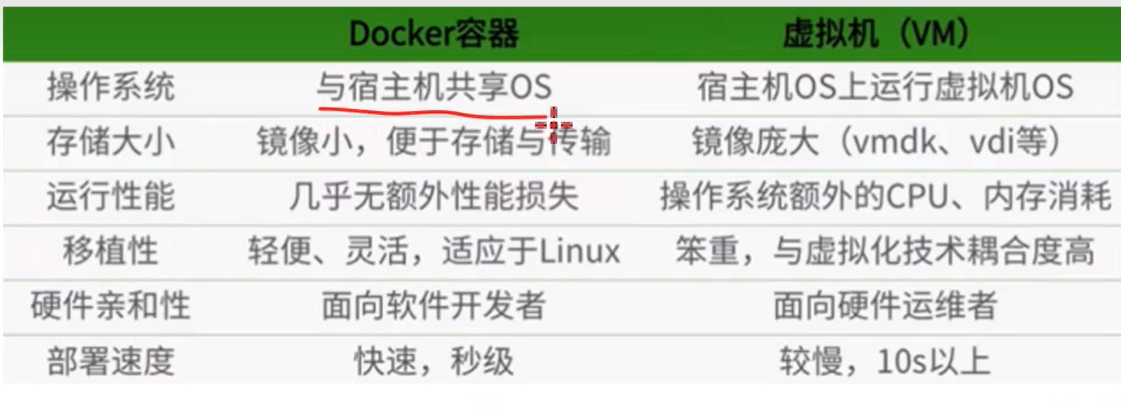 Docker容器 虚拟机（VM）
操作系统 与宿主机共享OS 宿主机OS上运行虚拟机OS
存储大小 镜像小，便于存储与传输 镜像庞大（vmdk、vdi等）
运行性能 几乎无额外性能损失 操作系统额外的CPU、内存消耗
移植性 轻便、灵活，适应于Linux 笨重，与虚拟化技术耦合度高
硬件亲和性 面向软件开发者 面向硬件运维者
部署速度 快速，秒级 较慢，10s以上